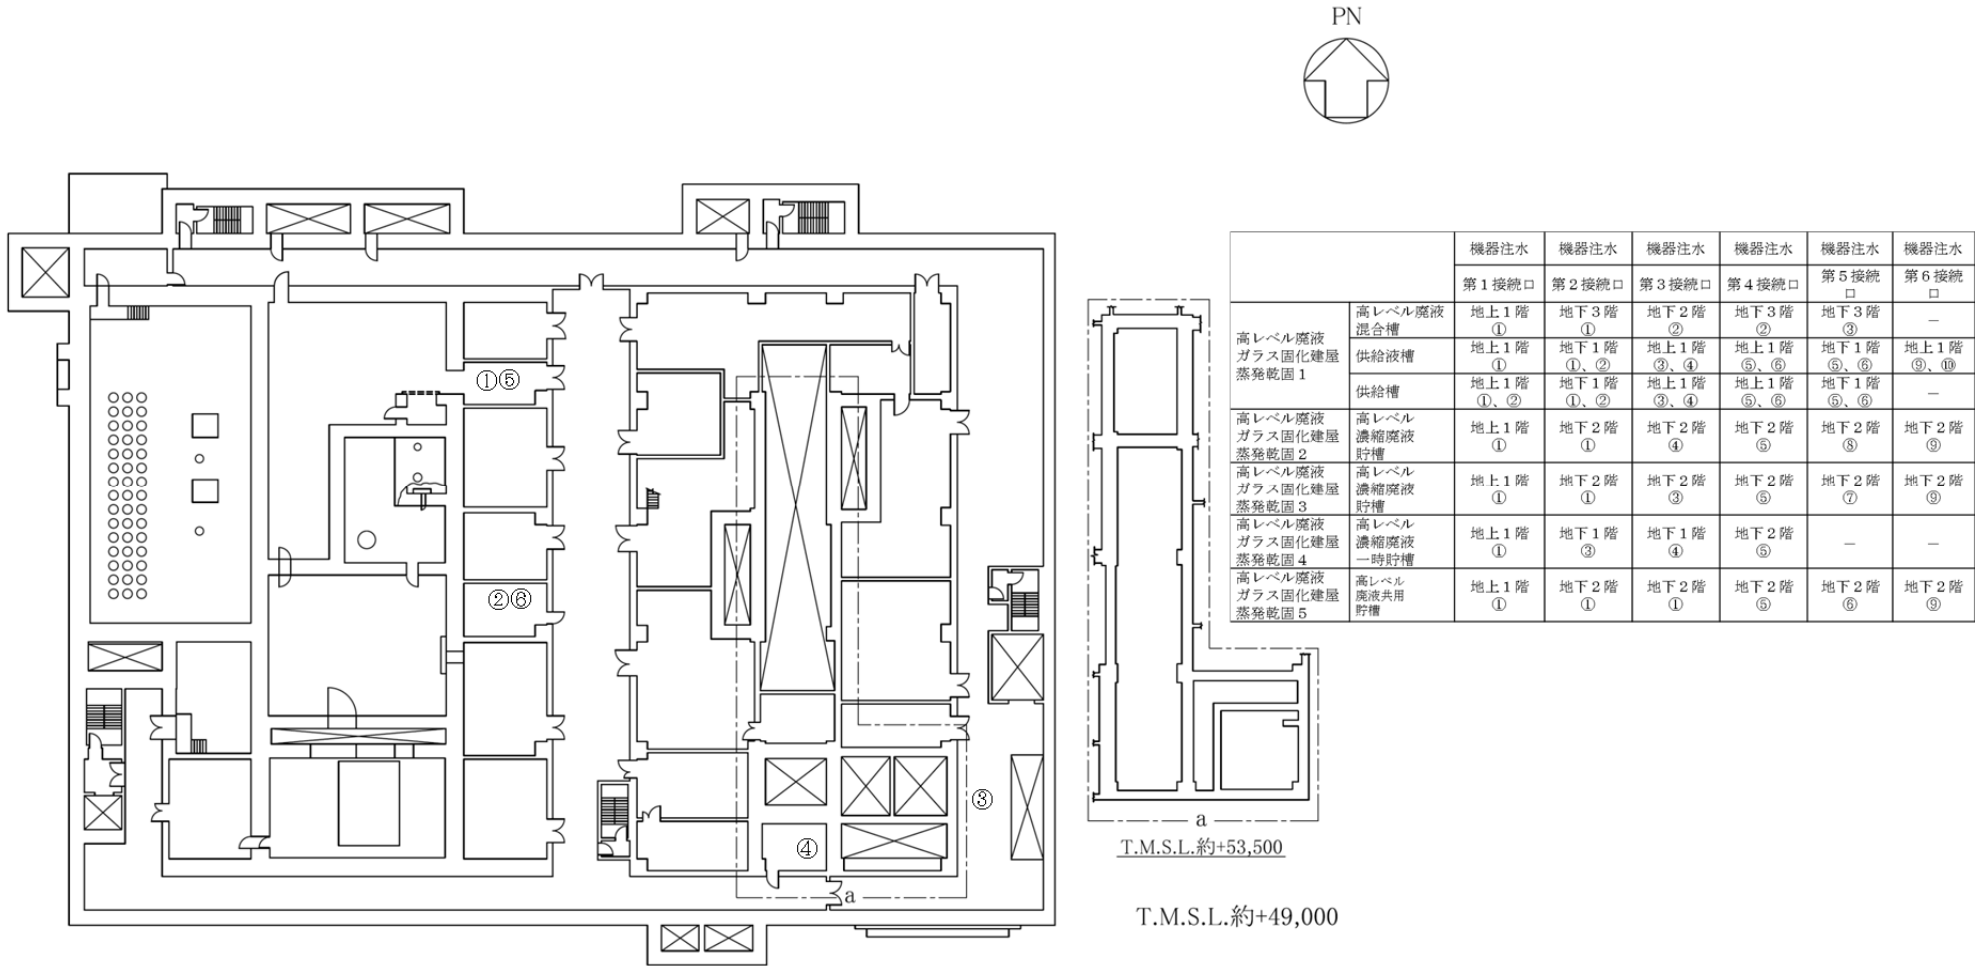 PN
①⑤
②⑥
③
④
a
a
T.M.S.L.約+53,500
T.M.S.L.約+49,000
機器注水 機器注水 機器注水 機器注水 機器注水 機器注水
第1接続口 第2接続口 第3接続口 第4接続口 第5接続口 第6接続口
高レベル廃液
ガラス固化建屋
蒸発乾固1
高レベル廃液
混合槽
地上1階 地下3階 地下2階 地下3階 地下3階 −
① ① ② ② ③
供給液槽
地上1階 地下1階 地上1階 地上1階 地下1階 地上1階
① ①、② ③、④ ⑤、⑥ ⑤、⑥ ⑨、⑩
供給槽
地上1階 地下1階 地上1階 地上1階 地下1階 −
①、② ①、② ③、④ ⑤、⑥ ⑤、⑥
高レベル廃液
ガラス固化建屋
蒸発乾固2
高レベル
濃縮廃液
貯槽
地上1階 地下2階 地下2階 地下2階 地下2階 地下2階
① ① ④ ⑤ ⑧ ⑨
高レベル廃液
ガラス固化建屋
蒸発乾固3
高レベル
濃縮廃液
貯槽
地上1階 地下2階 地下2階 地下2階 地下2階 地下2階
① ① ③ ⑤ ⑦ ⑨
高レベル廃液
ガラス固化建屋
蒸発乾固4
高レベル
濃縮廃液
一時貯槽
地上1階 地下1階 地下1階 地下2階 − −
① ③ ④ ⑤
高レベル廃液
ガラス固化建屋
蒸発乾固5
高レベル
廃液共用
貯槽
地上1階 地下2階 地下2階 地下2階 地下2階 地下2階
① ① ① ⑤ ⑥ ⑨